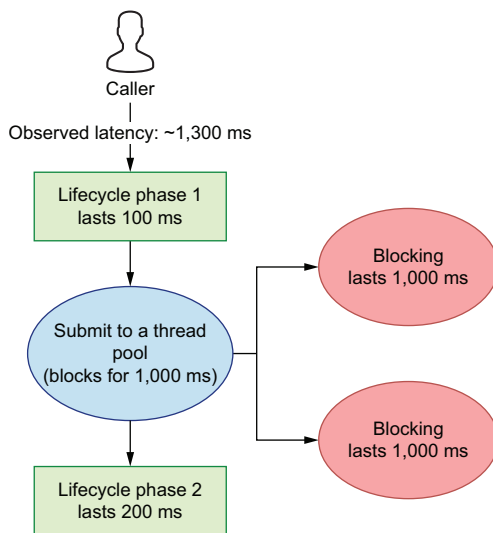 Caller
Observed latency: ~1,300 ms
Lifecycle phase 1
lasts 100 ms
Submit to a thread
pool
(blocks for 1,000 ms)
Blocking
lasts 1,000 ms
Blocking
lasts 1,000 ms
Lifecycle phase 2
lasts 200 ms